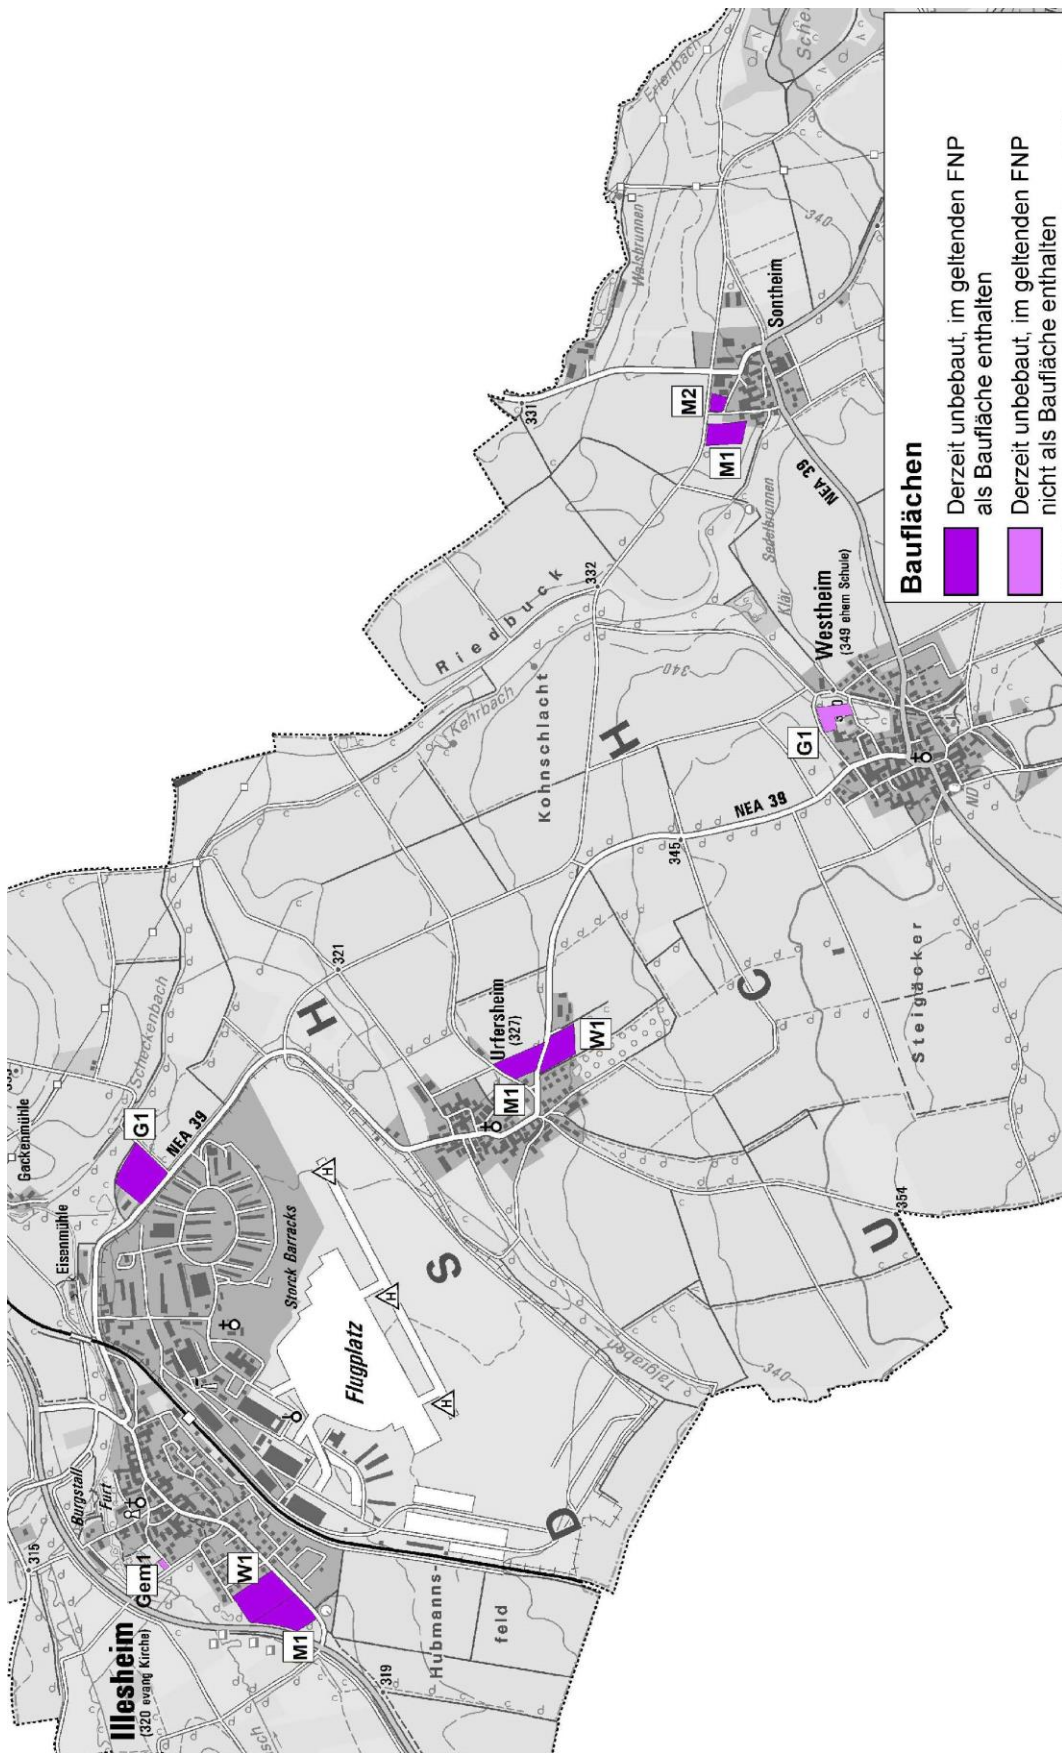 Illesheim
(320 evang Kirche)
315
Burgstall
Furt
Gem1
W1
M1
319
Hubmanns-
feld
Eisenmühle
Gackenmühle
Scheckenbach
G1
NEA 39
Storck Barracks
Flugplatz
H
H
H
D
S
H
U
C
H
321
Urfersheim
(327)
M1
W1
Talgraben
340
354
Riedbuck
Kehrbach
Kohnschlacht
332
331
340
345
NEA 39
G1
Westheim
(349 ehem Schule)
Klär
Sedelbrunnen
ND
Steigäcker
M2
M1
Sontheim
NEA 39
Walsbrunnen
Erlenbach
340
Bauflächen
Derzeit unbebaut, im geltenden FNP
als Baufläche enthalten
Derzeit unbebaut, im geltenden FNP
nicht als Baufläche enthalten